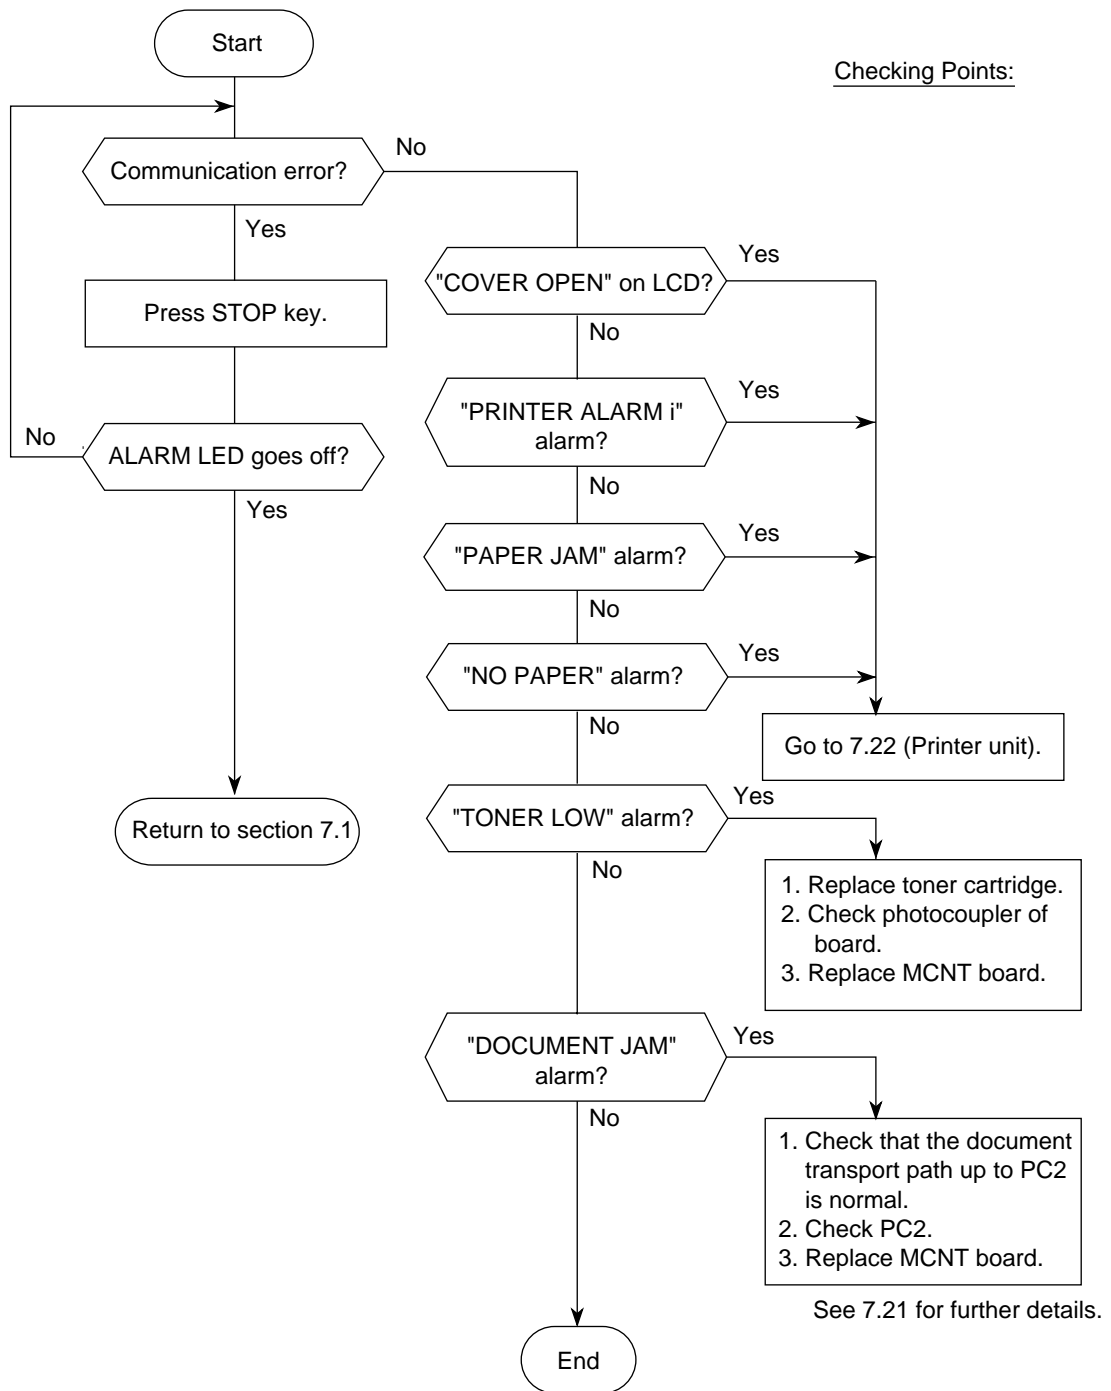 Start
Checking Points:
Communication error?
No
Yes
Press STOP key.
ALARM LED goes off?
No
Yes
Return to section 7.1
"COVER OPEN" on LCD?
Yes
No
"PRINTER ALARM i"
alarm?
Yes
No
"PAPER JAM" alarm?
Yes
No
"NO PAPER" alarm?
Yes
No
Go to 7.22 (Printer unit).
"TONER LOW" alarm?
Yes
No
1. Replace toner cartridge.
2. Check photocoupler of
board.
3. Replace MCNT board.
"DOCUMENT JAM"
alarm?
Yes
No
1. Check that the document
transport path up to PC2
is normal.
2. Check PC2.
3. Replace MCNT board.
See 7.21 for further details.
End